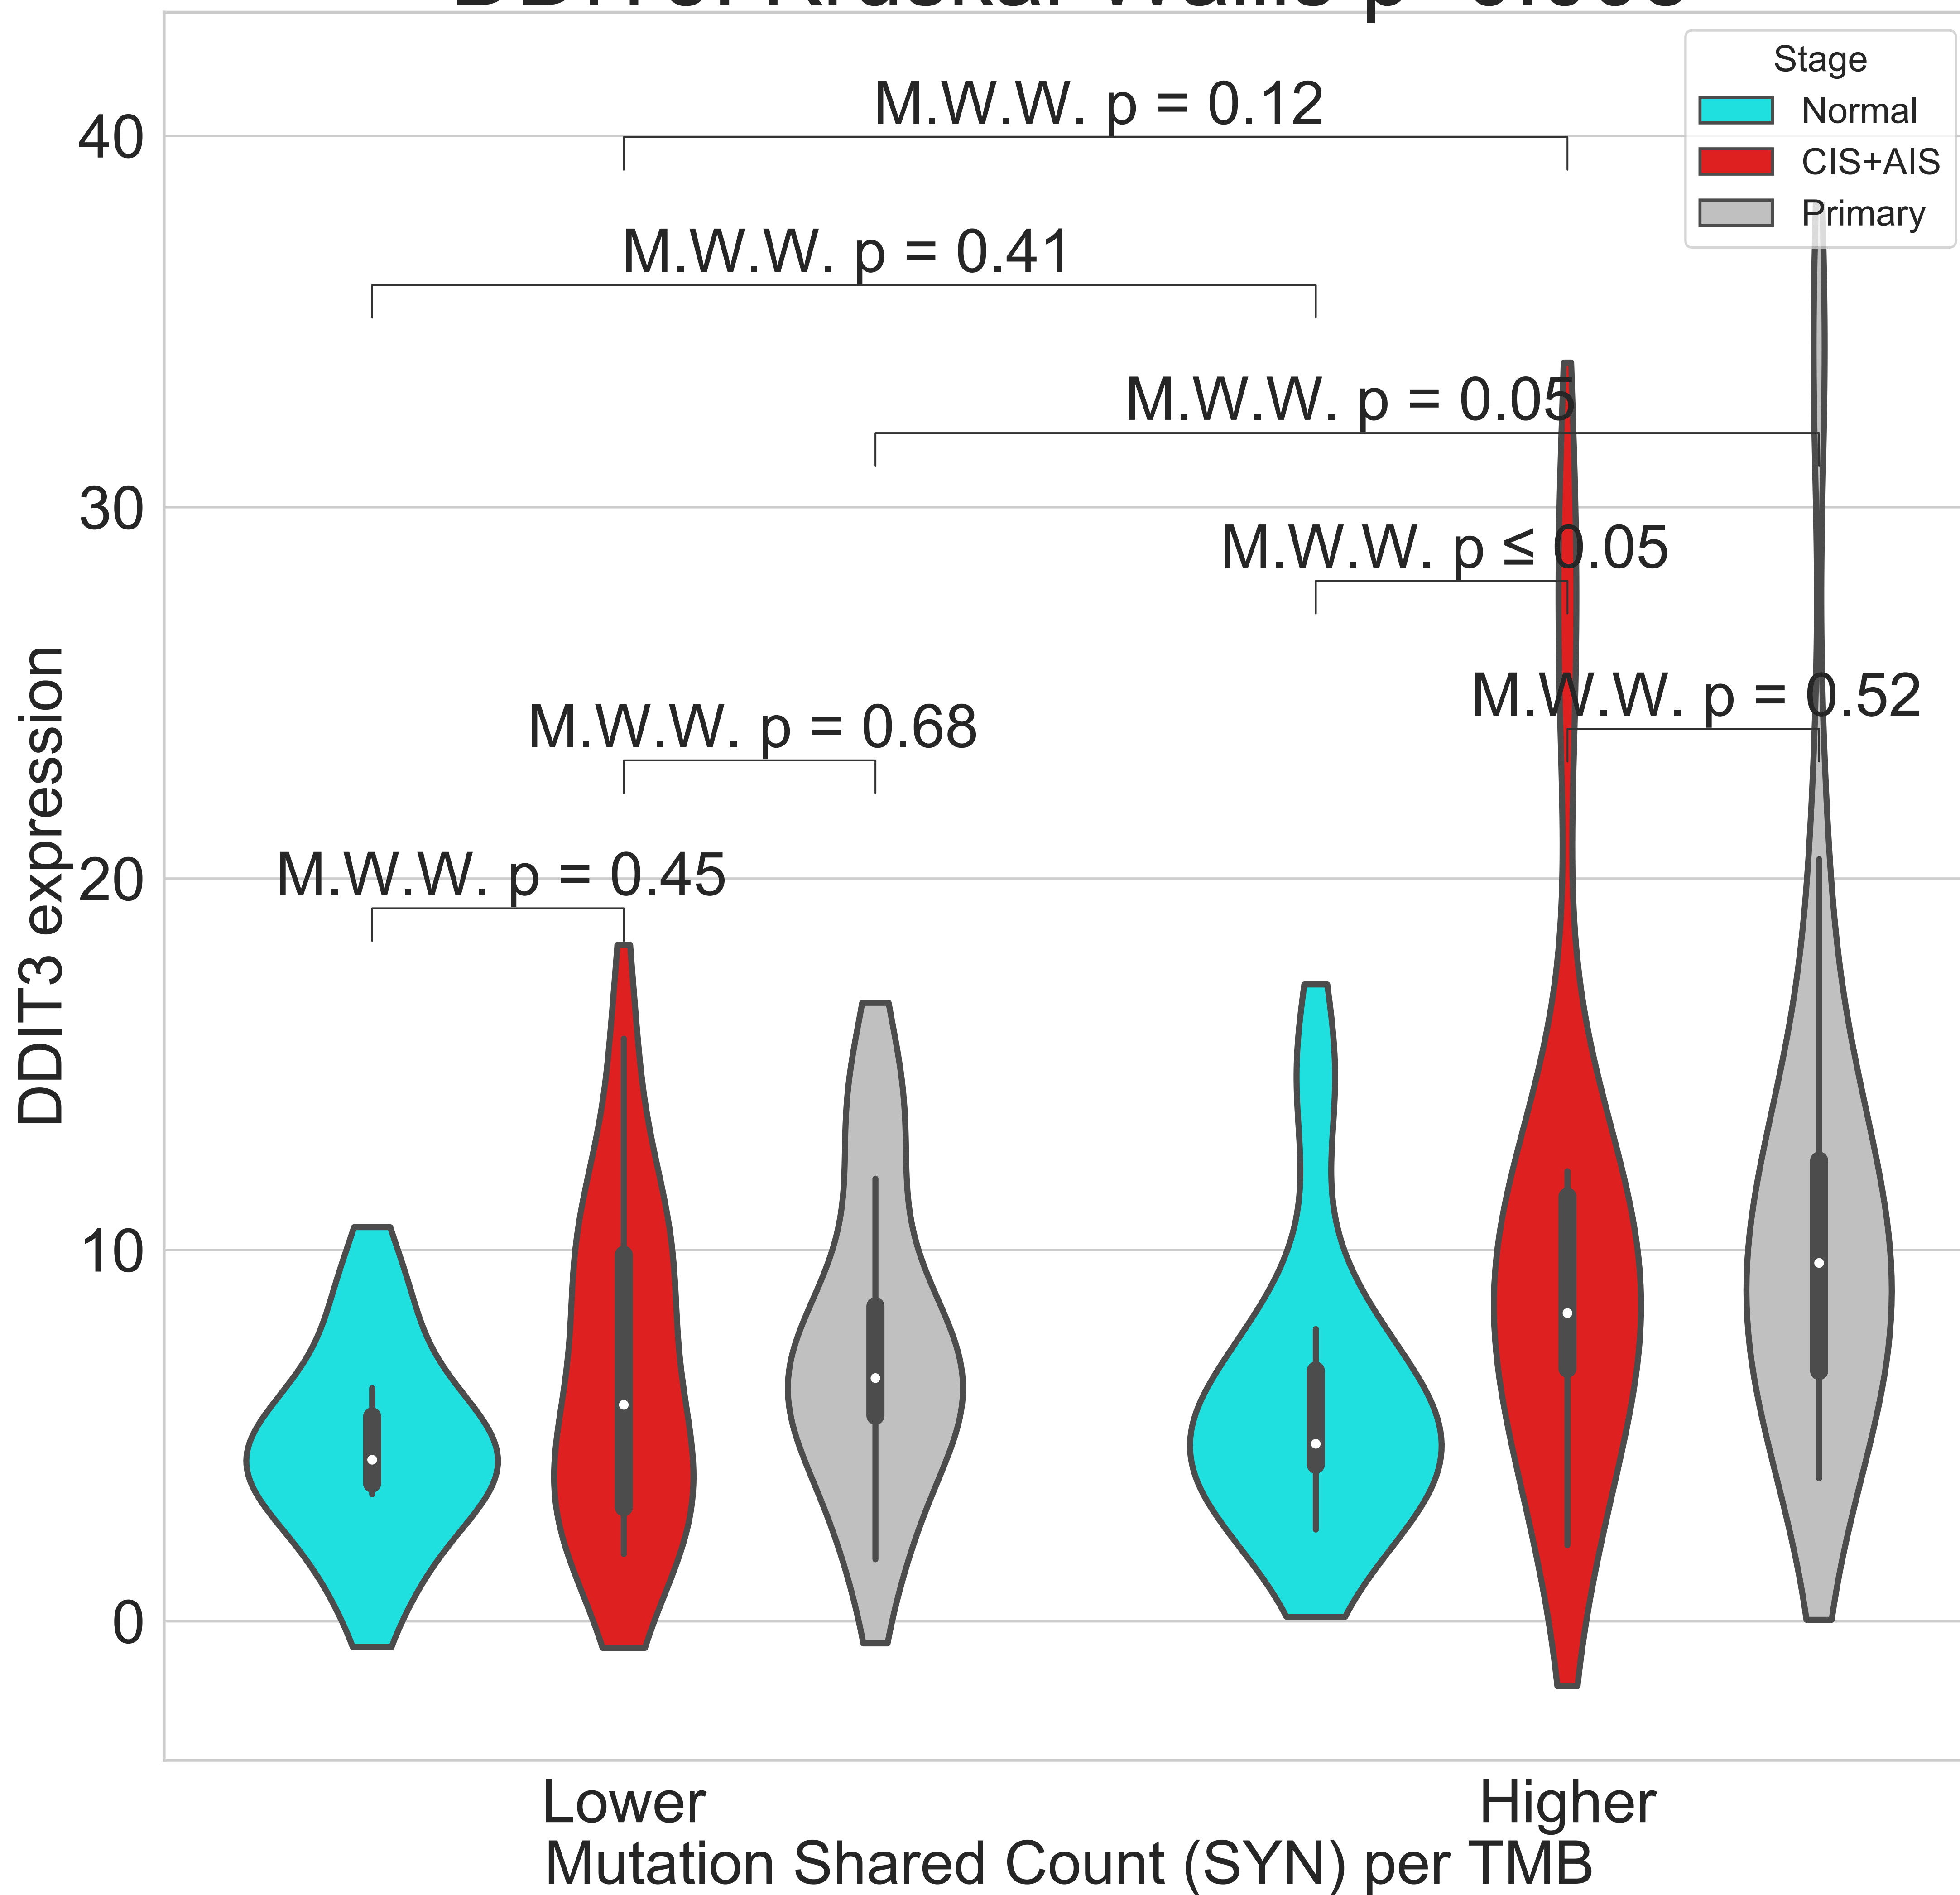 Stage
Normal
CIS+AIS
Primary
M.W.W. p = 0.12
M.W.W. p = 0.41
M.W.W. p = 0.05
M.W.W. p ≤ 0.05
M.W.W. p = 0.52
M.W.W. p = 0.68
M.W.W. p = 0.45
40
30
20
10
0
DDIT3 expression
Lower
Higher
Mutation Shared Count (SYN) per TMB